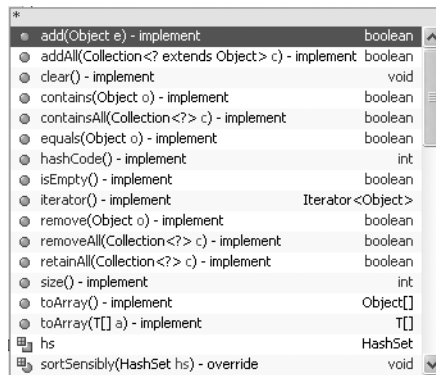 *
add(Object e) - implement boolean
addAll(Collection<? extends Object> c) - implement boolean
clear() - implement void
contains(Object o) - implement boolean
containsAll(Collection<?> c) - implement boolean
equals(Object o) - implement boolean
hashCode() - implement int
isEmpty() - implement boolean
iterator() - implement Iterator<Object>
remove(Object o) - implement boolean
removeAll(Collection<?> c) - implement boolean
retainAll(Collection<?> c) - implement boolean
size() - implement int
toArray() - implement Object[]
toArray(T[] a) - implement T[]
hs HashSet
sortSensibly(HashSet hs) - override void